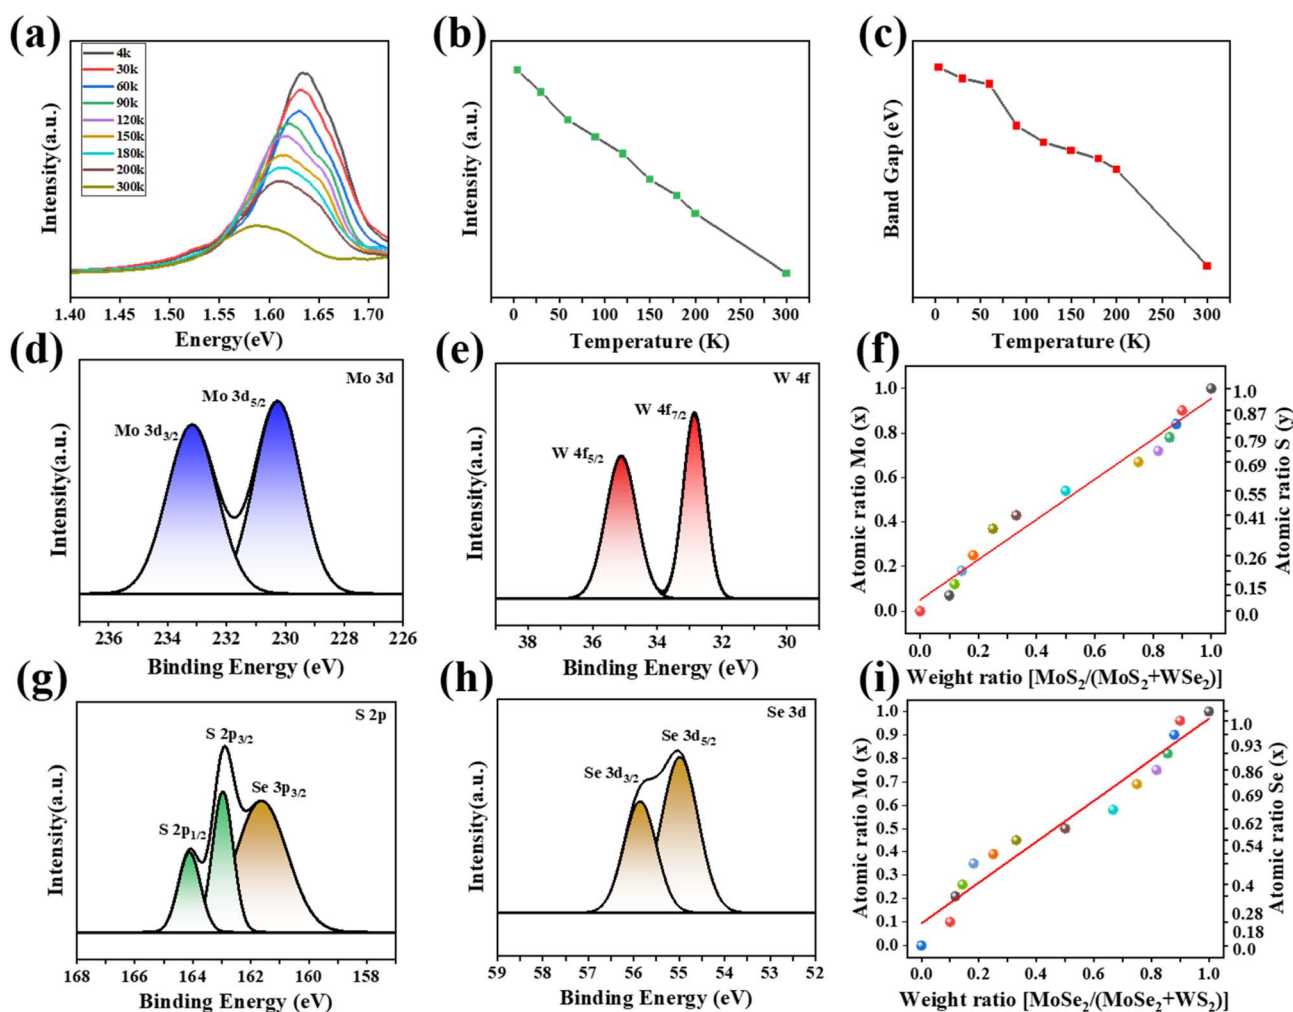 (a)
Intensity(a.u.)
4k
30k
60k
90k
120k
150k
180k
200k
300k
1.40 1.45 1.50 1.55 1.60 1.65 1.70
Energy(eV)
(b)
Intensity (a.u.)
0 50 100 150 200 250 300
Temperature (K)
(c)
Band Gap (eV)
0 50 100 150 200 250 300
Temperature (K)
(d)
Mo 3d
Mo 3d5/2
Mo 3d3/2
Intensity(a.u.)
236 234 232 230 228 226
Binding Energy (eV)
(e)
W 4f
W 4f7/2
W 4f5/2
Intensity(a.u.)
38 36 34 32 30
Binding Energy (eV)
(f)
Atomic ratio Mo (x)
1.0
0.8
0.6
0.4
0.2
0.0
1.0
0.87
0.79
0.69
0.55
0.41
0.26
0.15
0.0
Atomic ratio S (y)
0.0 0.2 0.4 0.6 0.8 1.0
Weight ratio [MoS2/(MoS2+WSe2)]
(g)
S 2p
S 2p3/2
Se 3p3/2
S 2p1/2
Intensity(a.u.)
168 166 164 162 160 158
Binding Energy (eV)
(h)
Se 3d
Se 3d5/2
Se 3d3/2
Intensity(a.u.)
59 58 57 56 55 54 53 52
Binding Energy (eV)
(i)
Atomic ratio Mo (x)
1.0
0.9
0.8
0.7
0.6
0.5
0.4
0.3
0.2
0.1
0.0
1.0
0.93
0.86
0.69
0.62
0.54
0.4
0.28
0.18
0.0
Atomic ratio Se (x)
0.0 0.2 0.4 0.6 0.8 1.0
Weight ratio [MoSe2/(MoSe2+WS2)]